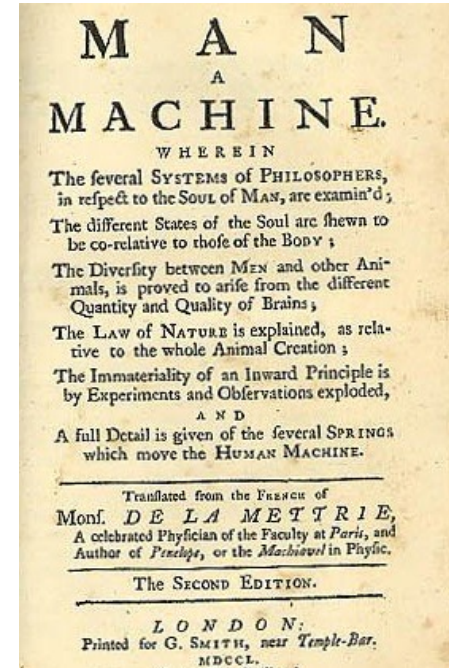 MAN
A
MACHINE.
WHEREIN
The ſeveral SYSTEMS of PHILOSOPHERS,
in reſpect to the SOUL of MAN, are examin'd;
The different States of the Soul are ſhewn to
be co-relative to thoſe of the BODY;
The Diverſity between MEN and other Ani-
mals, is proved to ariſe from the different
Quantity and Quality of Brains;
The LAW of NATURE is explained, as rela-
tive to the whole Animal Creation;
The Immateriality of an Inward Principle is
by Experiments and Obſervations exploded,
AND
A full Detail is given of the ſeveral SPRINGS
which move the HUMAN MACHINE.
Tranſlated from the FRENCH of
Monſ. DE LA METTRIE,
A celebrated Phyſician of the Faculty at Paris, and
Author of Penelope, or the Machiavel in Phyſic.
The SECOND EDITION.
LONDON:
Printed for G. SMITH, near Temple-Bar.
MDCCL.